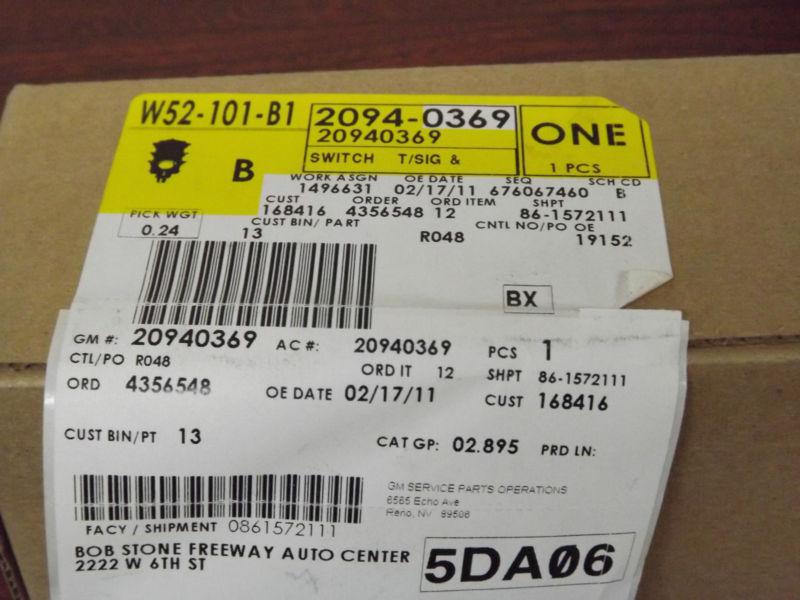 W52-101-B1 2094-0369 ONE
20940369
SWITCH T/SIG & 1 PCS
B
WORK ASGN OE DATE SEQ SCH CD
1496631 02/17/11 676067460 B
CUST ORDER ORD ITEM SHPT
168416 4356548 12 86-1572111
PICK WGT CUST BIN/ PART CNTL NO/PO OE
0.24 13 R048 19152
BX
GM #: 20940369 AC #: 20940369 PCS 1
CTL/PO R048 ORD IT 12 SHPT 86-1572111
ORD 4356548 OE DATE 02/17/11 CUST 168416
CUST BIN/PT 13 CAT GP: 02.895 PRD LN:
GM SERVICE PARTS OPERATIONS
6565 Echo Ave
Reno, NV 89506
FACY / SHIPMENT 0861572111
BOB STONE FREEWAY AUTO CENTER
2222 W 6TH ST
5DA06